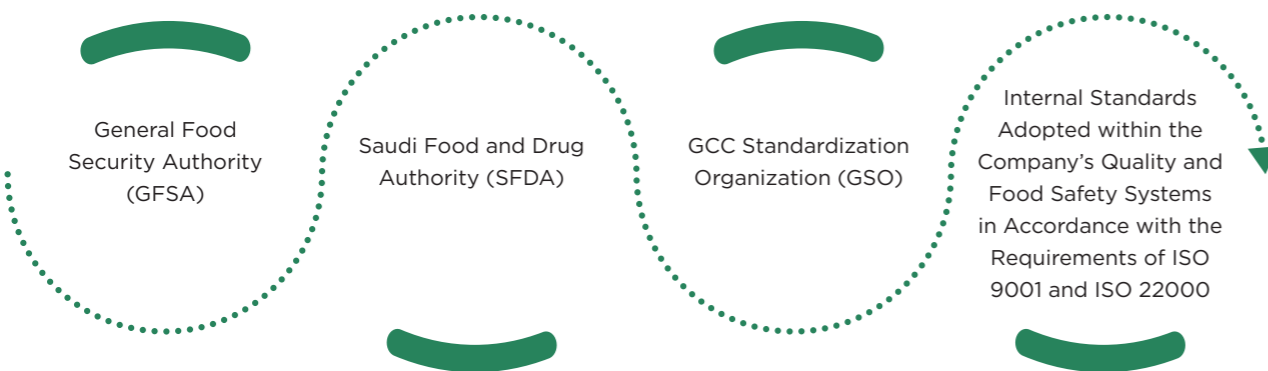 General Food
Security Authority
(GFSA)
Saudi Food and Drug
Authority (SFDA)
GCC Standardization
Organization (GSO)
Internal Standards
Adopted within the
Company's Quality and
Food Safety Systems
in Accordance with the
Requirements of ISO
9001 and ISO 22000